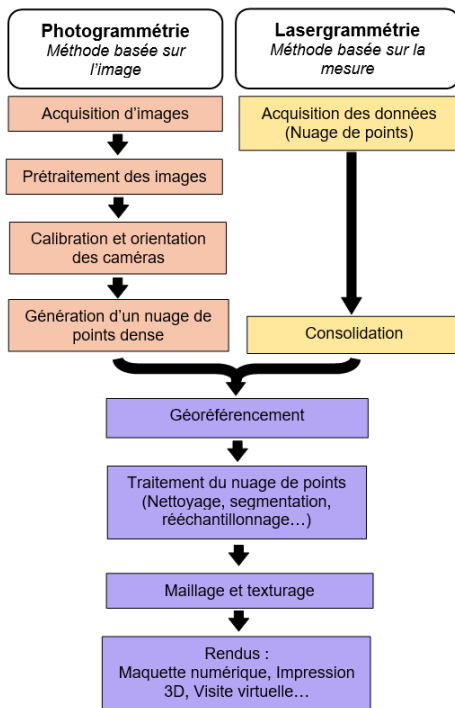 Photogrammétrie
Méthode basée sur
l'image
Lasergrammétrie
Méthode basée sur la
mesure
Acquisition d'images
Prétraitement des images
Calibration et orientation
des caméras
Génération d'un nuage de
points dense
Acquisition des données
(Nuage de points)
Consolidation
Géoréférencement
Traitement du nuage de points
(Nettoyage, segmentation,
rééchantillonnage…)
Maillage et texturage
Rendus :
Maquette numérique, Impression
3D, Visite virtuelle…